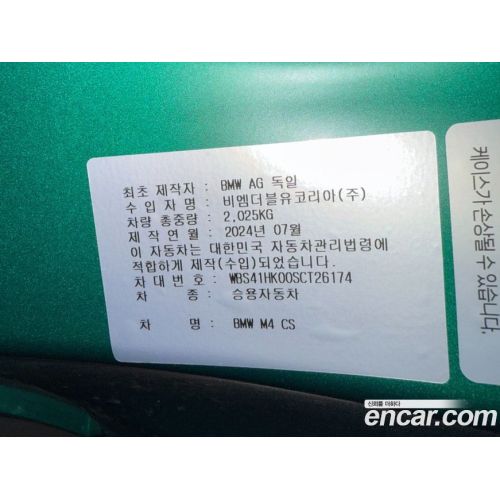 최초 제작자 : BMW AG 독일
수 입 자 명 : 비엠더블유코리아(주)
차량 총중량 : 2,025KG
제 작 연 월 : 2024년 07월
이 자동차는 대한민국 자동차관리법령에
적합하게 제작(수입)되었습니다.
차 대 번 호 : WBS41HK00SCT26174
차 종 : 승용자동차
차 명 : BMW M4 CS
케이스가 손상될 수
있습니다.
신뢰를 더하다
encar.com